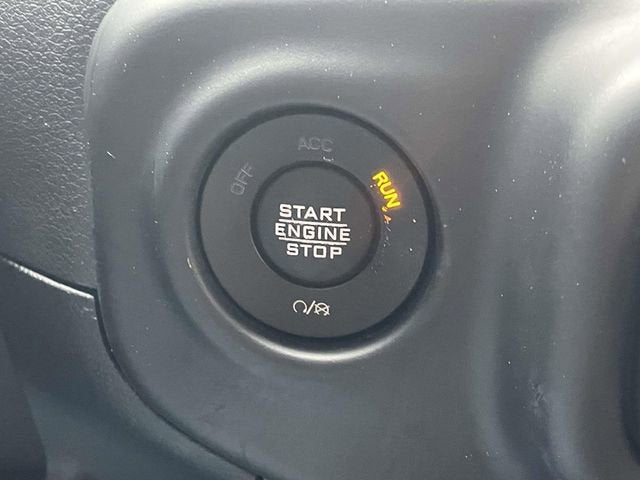 OFF
ACC
RUN
START
ENGINE
STOP